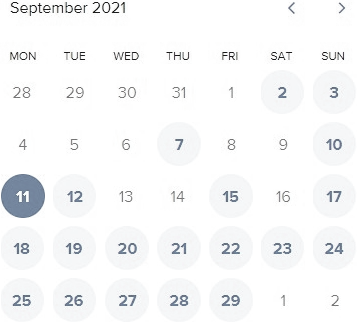 September 2021
MON TUE WED THU FRI SAT SUN
28 29 30 31 1 2 3
4 5 6 7 8 9 10
11 12 13 14 15 16 17
18 19 20 21 22 23 24
25 26 27 28 29 1 2